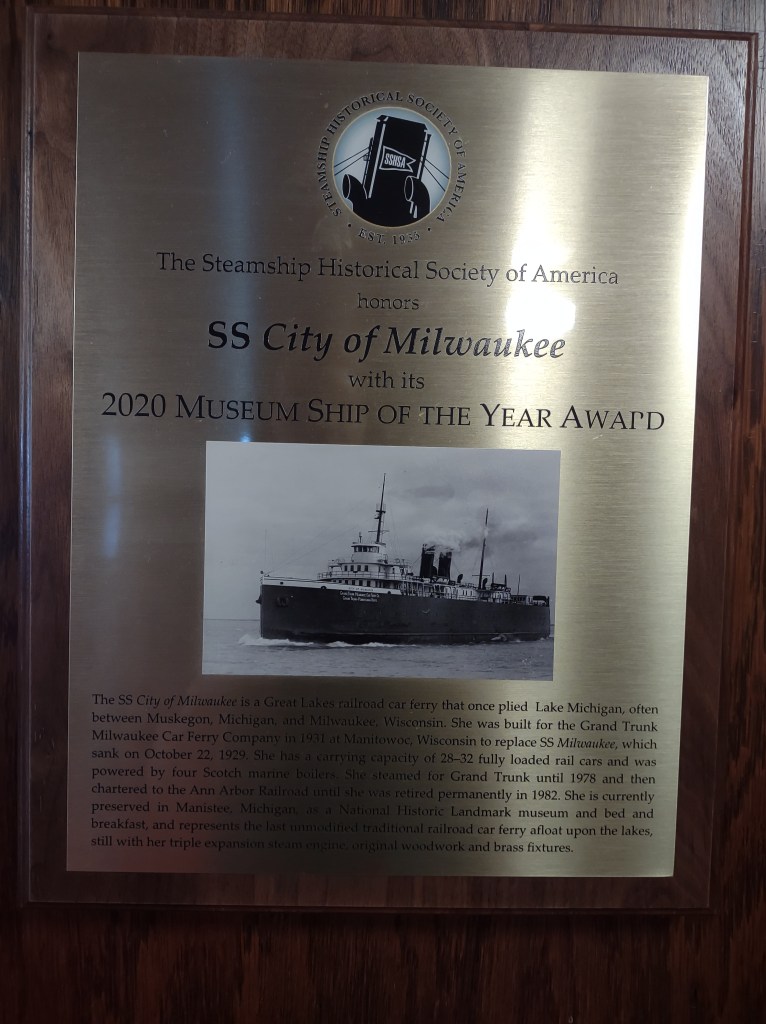 STEAMSHIP HISTORICAL SOCIETY OF AMERICA
SSHSA
• EST. 1935 •
The Steamship Historical Society of America
honors
SS City of Milwaukee
with its
2020 MUSEUM SHIP OF THE YEAR AWARD
The SS City of Milwaukee is a Great Lakes railroad car ferry that once plied Lake Michigan, often
between Muskegon, Michigan, and Milwaukee, Wisconsin. She was built for the Grand Trunk
Milwaukee Car Ferry Company in 1931 at Manitowoc, Wisconsin to replace SS Milwaukee, which
sank on October 22, 1929. She has a carrying capacity of 28–32 fully loaded rail cars and was
powered by four Scotch marine boilers. She steamed for Grand Trunk until 1978 and then
chartered to the Ann Arbor Railroad until she was retired permanently in 1982. She is currently
preserved in Manistee, Michigan, as a National Historic Landmark museum and bed and
breakfast, and represents the last unmodified traditional railroad car ferry afloat upon the lakes,
still with her triple expansion steam engine, original woodwork and brass fixtures.